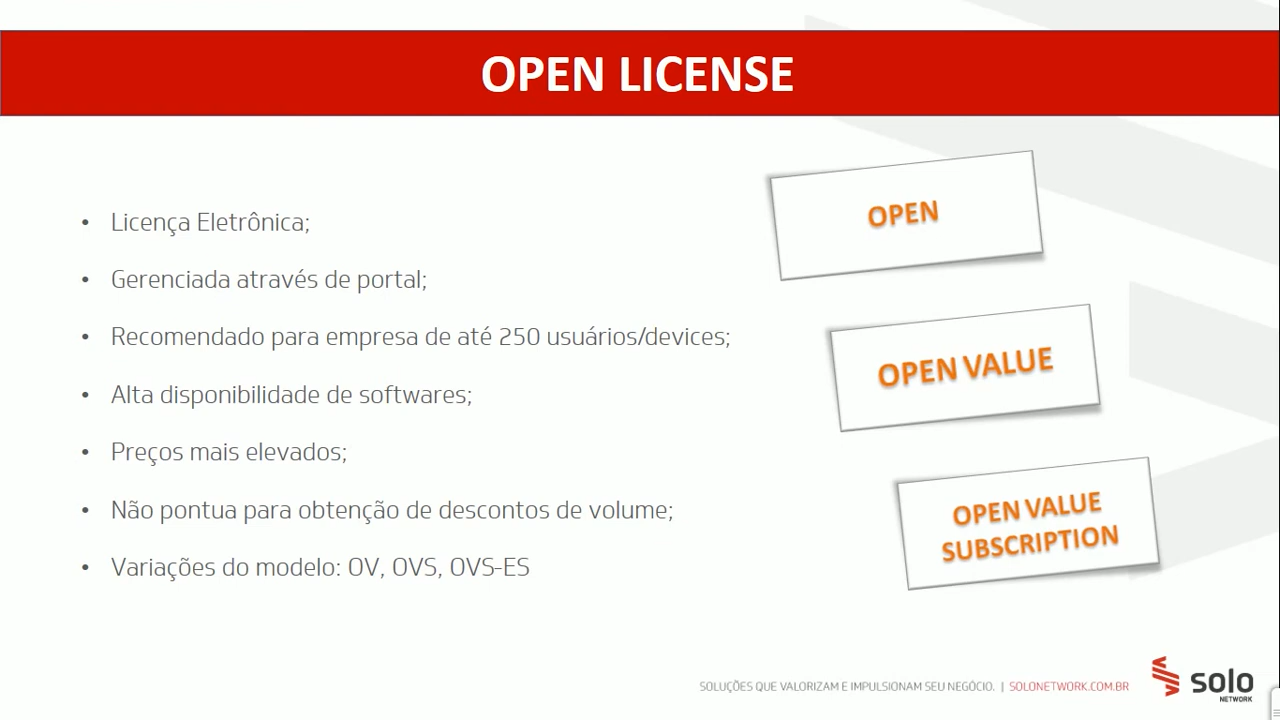 OPEN LICENSE
• Licença Eletrônica;
• Gerenciada através de portal;
• Recomendado para empresa de até 250 usuários/devices;
• Alta disponibilidade de softwares;
• Preços mais elevados;
• Não pontua para obtenção de descontos de volume;
• Variações do modelo: OV, OVS, OVS-ES
OPEN
OPEN VALUE
OPEN VALUE
SUBSCRIPTION
SOLUÇÕES QUE VALORIZAM E IMPULSIONAM SEU NEGÓCIO. | SOLONETWORK.COM.BR
solo
NETWORK